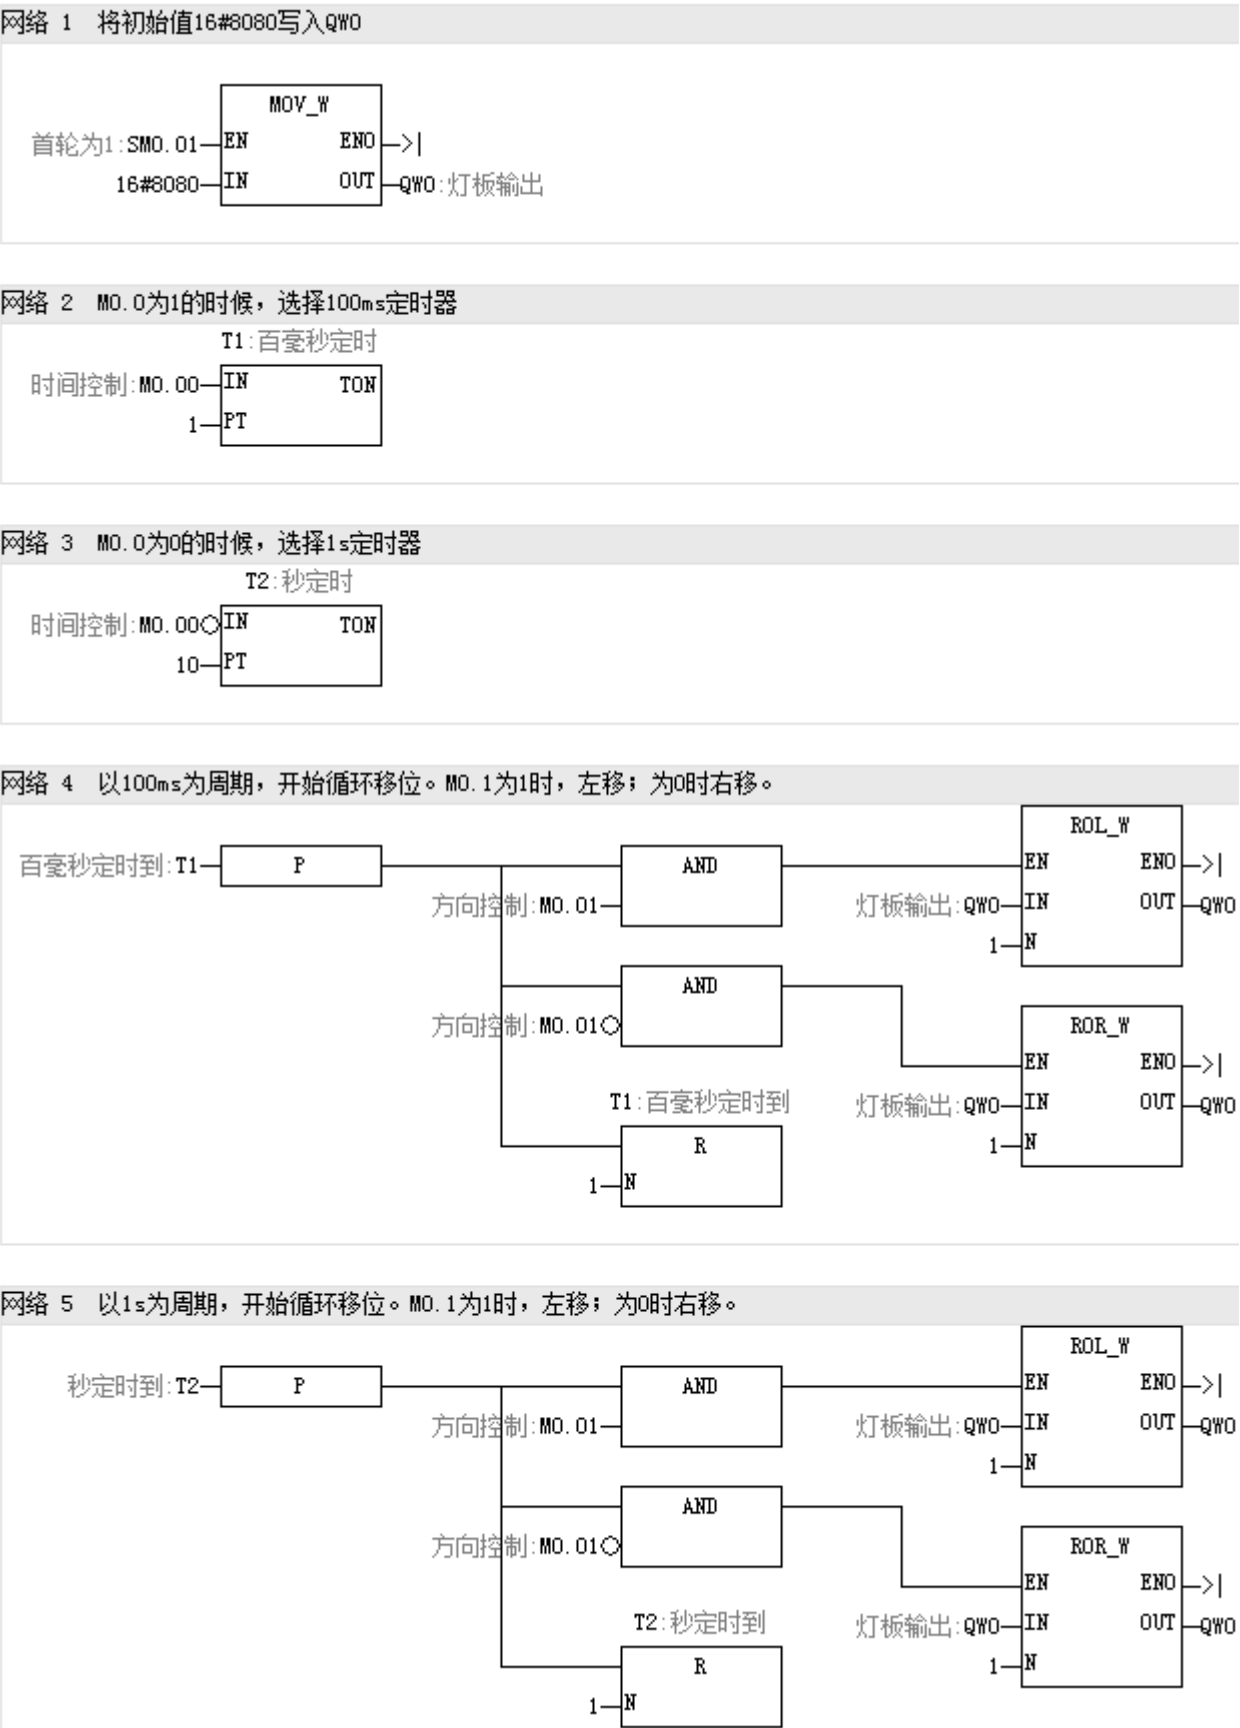 网络 1 将初始值16#8080写入QW0
MOV_W
首轮为1:SM0.01 EN ENO
16#8080 IN OUT QW0:灯板输出
网络 2 M0.0为1的时候，选择100ms定时器
T1:百毫秒定时
时间控制:M0.00 IN TON
1 PT
网络 3 M0.0为0的时候，选择1s定时器
T2:秒定时
时间控制:M0.00 IN TON
10 PT
网络 4 以100ms为周期，开始循环移位。M0.1为1时，左移；为0时右移。
ROL_W
百毫秒定时到:T1 P AND EN ENO
方向控制:M0.01 灯板输出:QW0 IN OUT QW0
1 N
AND
方向控制:M0.01 ROR_W
EN ENO
T1:百毫秒定时到 灯板输出:QW0 IN OUT QW0
R 1 N
1 N
网络 5 以1s为周期，开始循环移位。M0.1为1时，左移；为0时右移。
ROL_W
秒定时到:T2 P AND EN ENO
方向控制:M0.01 灯板输出:QW0 IN OUT QW0
1 N
AND
方向控制:M0.01 ROR_W
EN ENO
T2:秒定时到 灯板输出:QW0 IN OUT QW0
R 1 N
1 N